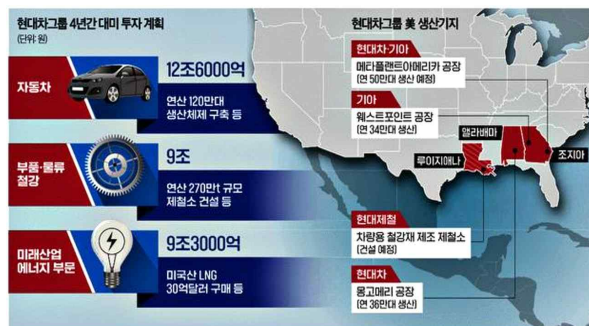 현대차그룹 4년간 대미 투자 계획
(단위: 원)
자동차
12조6000억
연산 120만대
생산체제 구축 등
부품·물류
철강
9조
연산 270만t 규모
제철소 건설 등
미래산업
에너지 부문
9조3000억
미국산 LNG
30억달러 구매 등
현대차그룹 美 생산기지
현대차·기아
메타플랜트아메리카 공장
(연 50만대 생산 예정)
기아
웨스트포인트 공장
(연 34만대 생산)
앨라배마
루이지애나
조지아
현대제철
차량용 철강재 제조 제철소
(건설 예정)
현대차
몽고메리 공장
(연 36만대 생산)